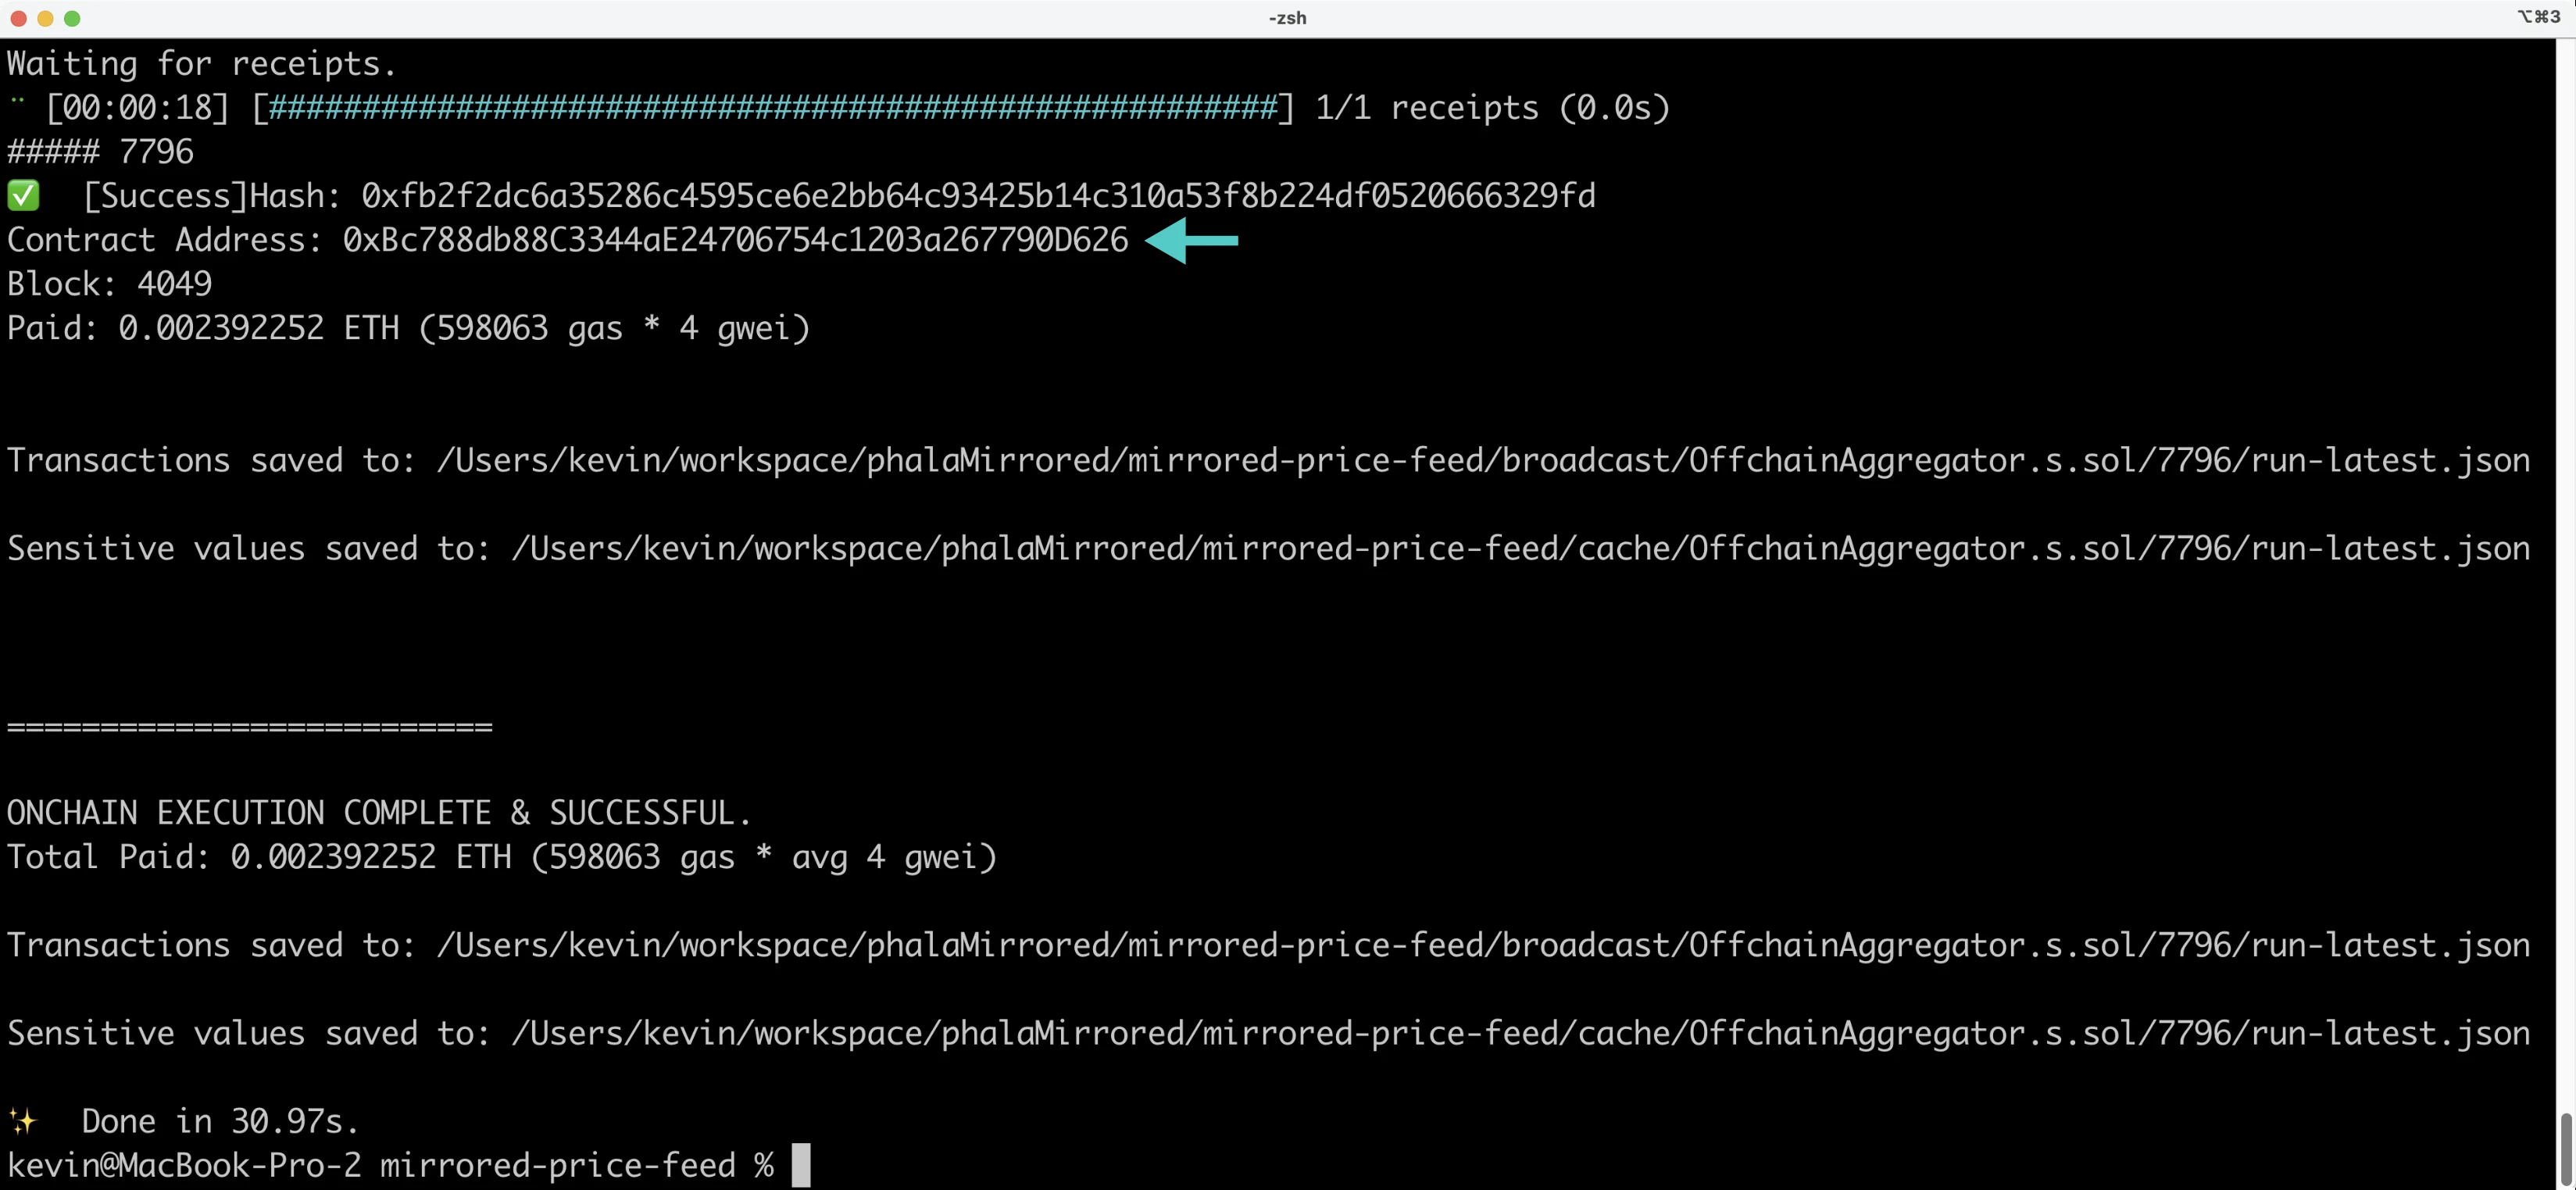 -zsh
⌥⌘3
Waiting for receipts.
[00:00:18] [######################################################] 1/1 receipts (0.0s)
##### 7796
✅ [Success]Hash: 0xfb2f2dc6a35286c4595ce6e2bb64c93425b14c310a53f8b224df0520666329fd
Contract Address: 0xBc788db88C3344aE24706754c1203a267790D626
Block: 4049
Paid: 0.002392252 ETH (598063 gas * 4 gwei)
Transactions saved to: /Users/kevin/workspace/phalaMirrored/mirrored-price-feed/broadcast/OffchainAggregator.s.sol/7796/run-latest.json
Sensitive values saved to: /Users/kevin/workspace/phalaMirrored/mirrored-price-feed/cache/OffchainAggregator.s.sol/7796/run-latest.json
==========================
ONCHAIN EXECUTION COMPLETE & SUCCESSFUL.
Total Paid: 0.002392252 ETH (598063 gas * avg 4 gwei)
Transactions saved to: /Users/kevin/workspace/phalaMirrored/mirrored-price-feed/broadcast/OffchainAggregator.s.sol/7796/run-latest.json
Sensitive values saved to: /Users/kevin/workspace/phalaMirrored/mirrored-price-feed/cache/OffchainAggregator.s.sol/7796/run-latest.json
✨ Done in 30.97s.
kevin@MacBook-Pro-2 mirrored-price-feed %